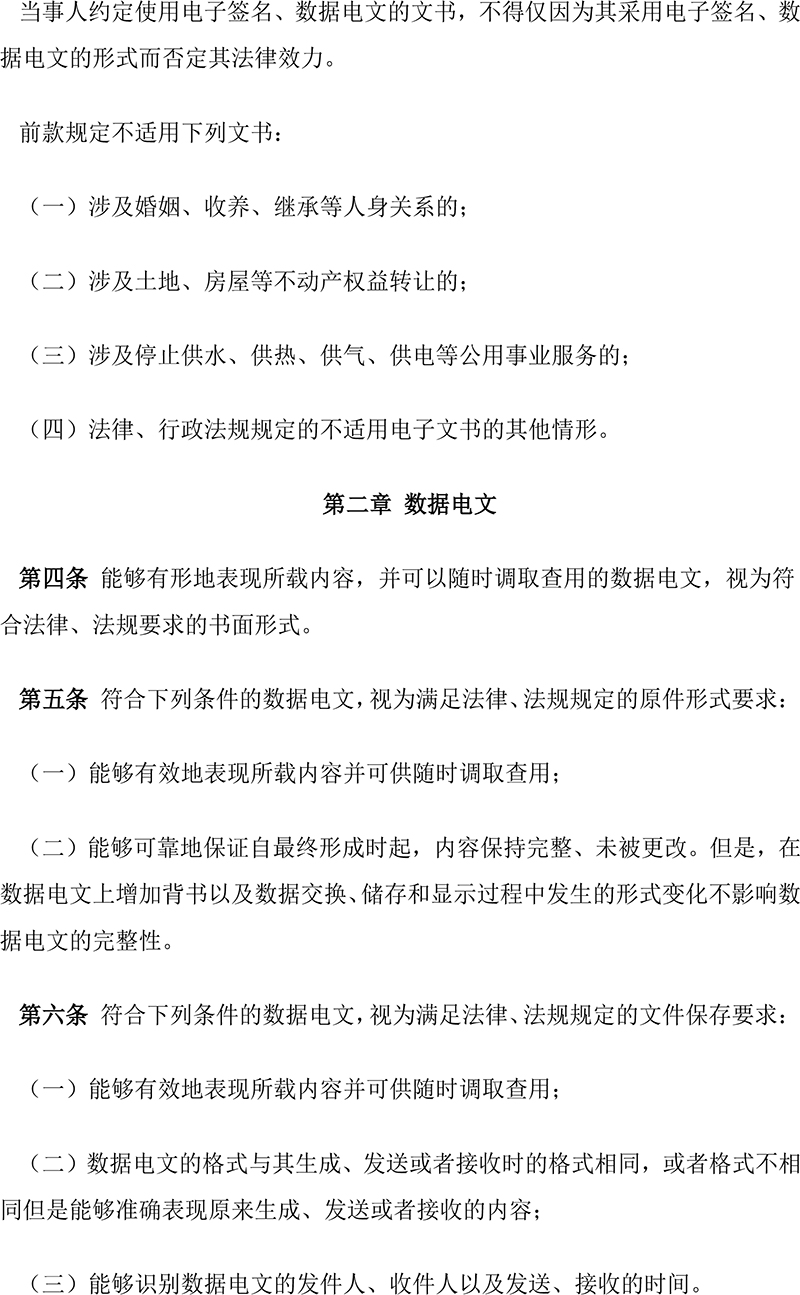 当事人约定使用电子签名、数据电文的文书，不得仅因为其采用电子签名、数
据电文的形式而否定其法律效力。
前款规定不适用下列文书：
（一）涉及婚姻、收养、继承等人身关系的；
（二）涉及土地、房屋等不动产权益转让的；
（三）涉及停止供水、供热、供气、供电等公用事业服务的；
（四）法律、行政法规规定的不适用电子文书的其他情形。
第二章 数据电文
第四条 能够有形地表现所载内容，并可以随时调取查用的数据电文，视为符
合法律、法规要求的书面形式。
第五条 符合下列条件的数据电文，视为满足法律、法规规定的原件形式要求：
（一）能够有效地表现所载内容并可供随时调取查用；
（二）能够可靠地保证自最终形成时起，内容保持完整、未被更改。但是，在
数据电文上增加背书以及数据交换、储存和显示过程中发生的形式变化不影响数
据电文的完整性。
第六条 符合下列条件的数据电文，视为满足法律、法规规定的文件保存要求：
（一）能够有效地表现所载内容并可供随时调取查用；
（二）数据电文的格式与其生成、发送或者接收时的格式相同，或者格式不相
同但是能够准确表现原来生成、发送或者接收的内容；
（三）能够识别数据电文的发件人、收件人以及发送、接收的时间。